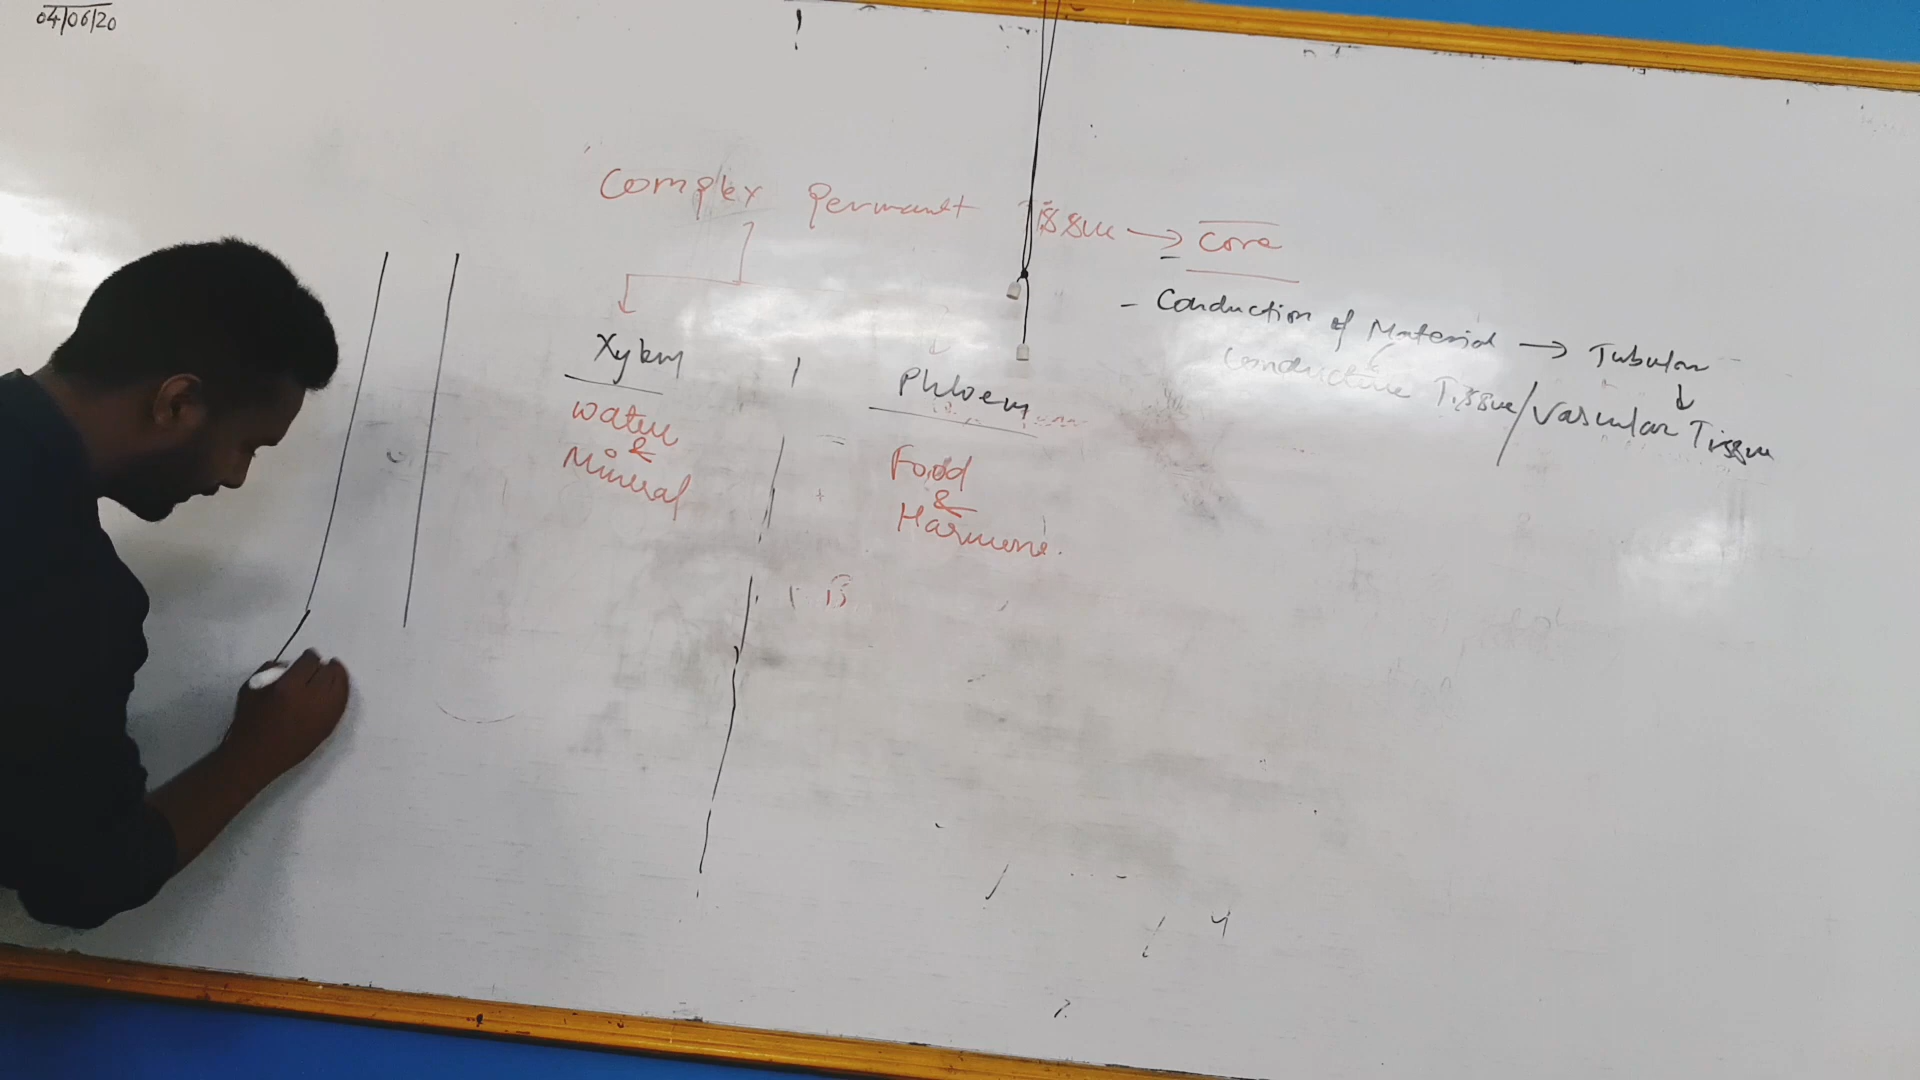 04/06/20
Complex Permanent Tissue → Core
- Conduction of Material → Tubular
Conductive Tissue/Vascular Tissue
Xylem
Phloem
Water
&
Mineral
Food
&
Harmone.